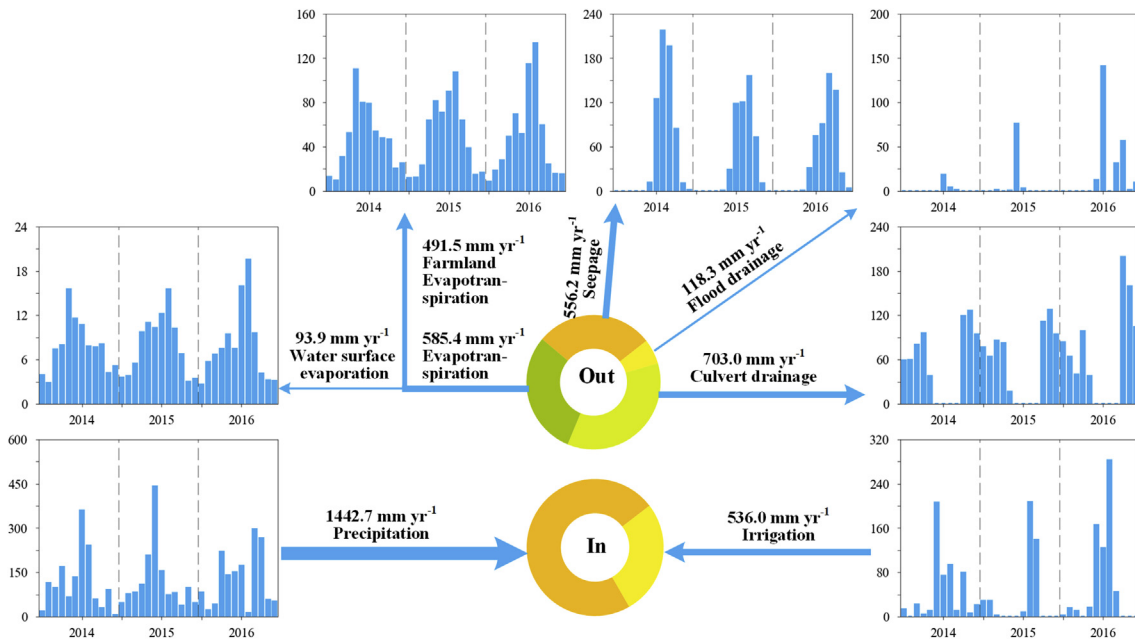 160
120
80
40
0
2014 2015 2016
240
180
120
60
0
2014 2015 2016
200
150
100
50
0
2014 2015 2016
24
18
12
6
0
2014 2015 2016
491.5 mm yr-1
Farmland
Evapotran-
spiration
556.2 mm yr-1
Seepage
118.3 mm yr-1
Flood drainage
240
180
120
60
0
2014 2015 2016
93.9 mm yr-1
Water surface
evaporation
585.4 mm yr-1
Evapotran-
spiration
Out
703.0 mm yr-1
Culvert drainage
600
450
300
150
0
2014 2015 2016
1442.7 mm yr-1
Precipitation
In
536.0 mm yr-1
Irrigation
320
240
160
80
0
2014 2015 2016